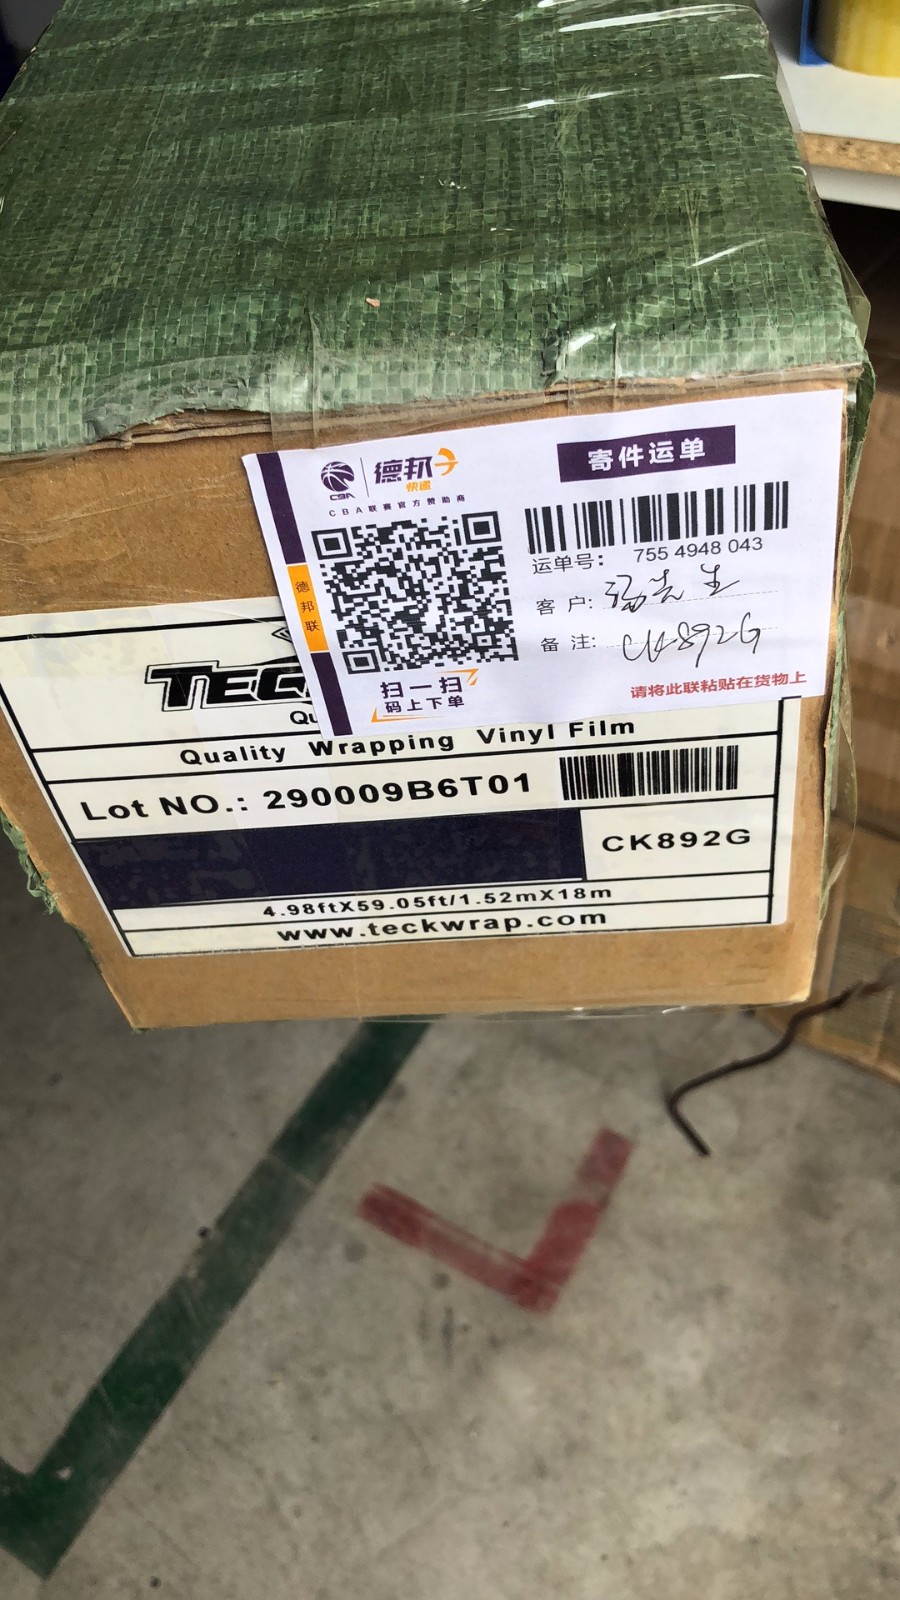 CBA
德邦快递
CBA联赛官方赞助商
寄件运单
运单号: 755 4948 043
德邦联
客 户: 先生
备 注: CK892G
扫一扫
码上下单
请将此联粘贴在货物上
TEC
Qu
Quality Wrapping Vinyl Film
Lot NO.: 290009B6T01
CK892G
4.98ftX59.05ft/1.52mX18m
www.teckwrap.com